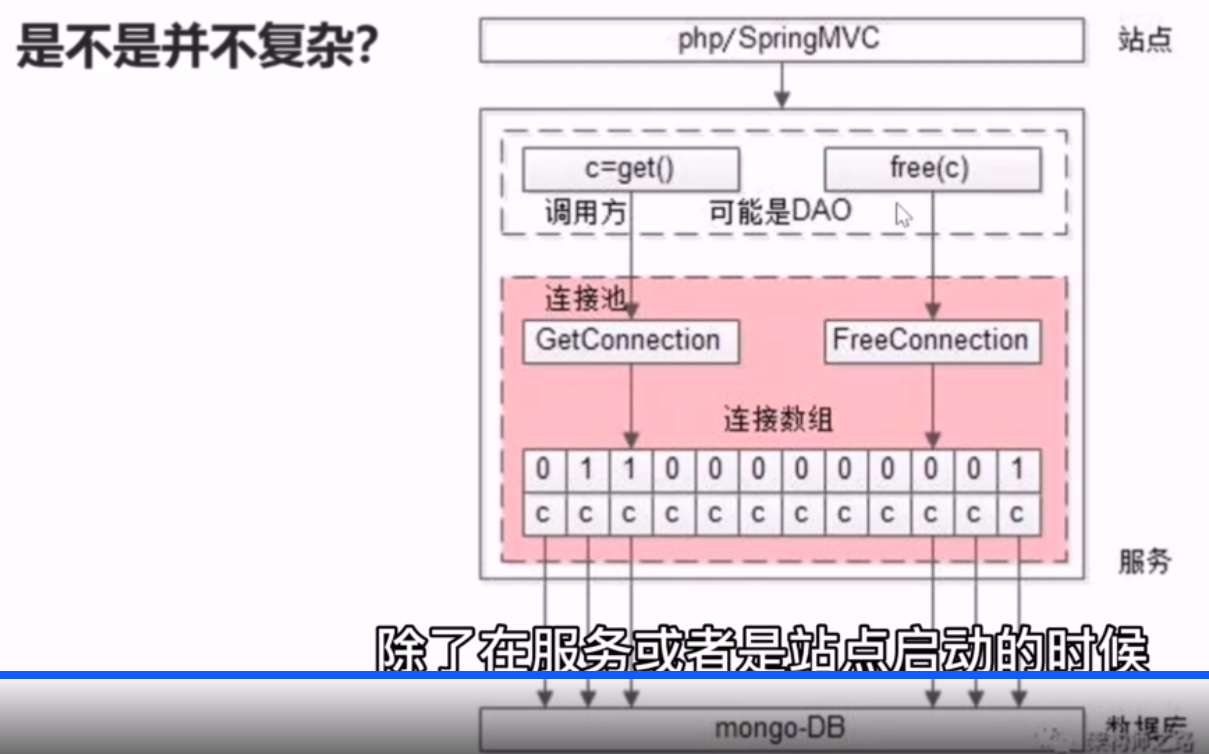 是不是并不复杂?
php/SpringMVC
站点
c=get()
free(c)
调用方
可能是DAO
连接池
GetConnection
FreeConnection
连接数组
0 1 1 0 0 0 0 0 0 0 0 1
c c c c c c c c c c c c
服务
除了在服务或者是站点启动的时候
mongo-DB
数据库